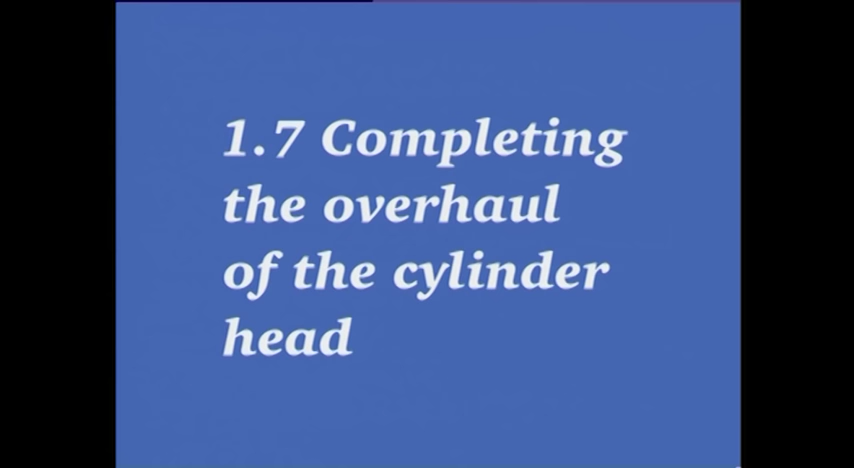 1.7 Completing
the overhaul
of the cylinder
head